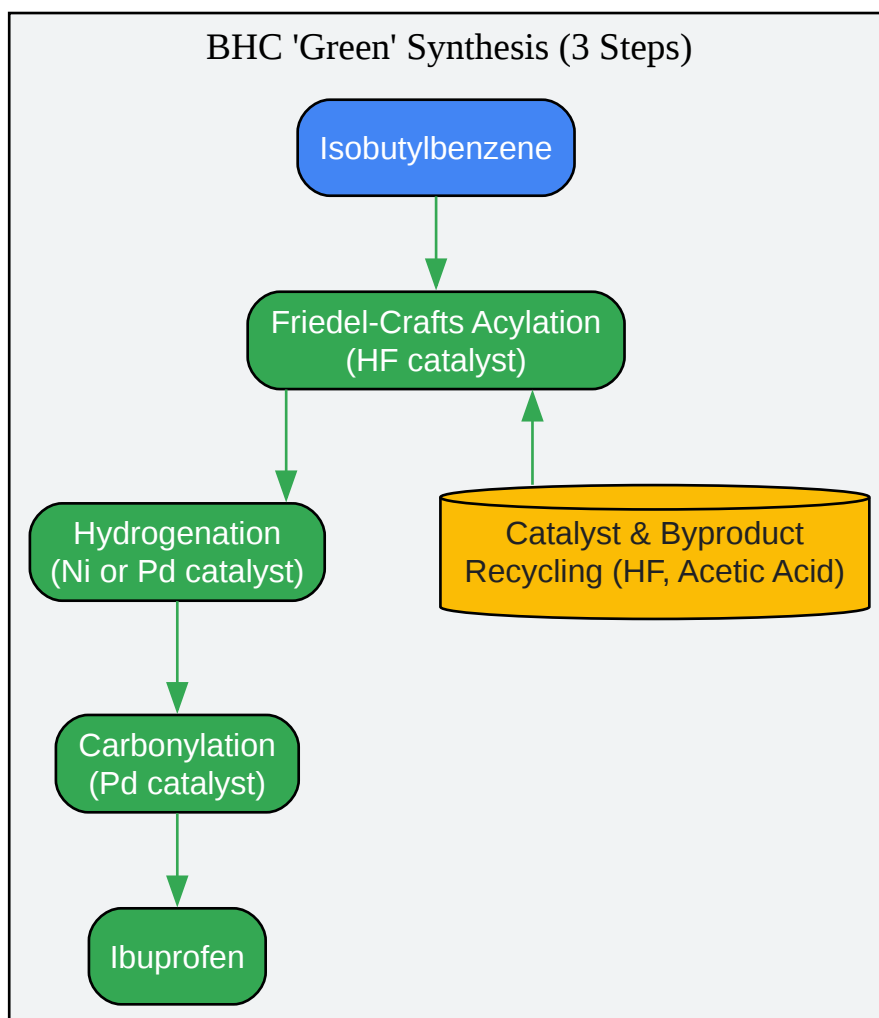 BHC 'Green' Synthesis (3 Steps)
Isobutylbenzene
Friedel-Crafts Acylation
(HF catalyst)
Hydrogenation
(Ni or Pd catalyst)
Catalyst & Byproduct
Recycling (HF, Acetic Acid)
Carbonylation
(Pd catalyst)
Ibuprofen